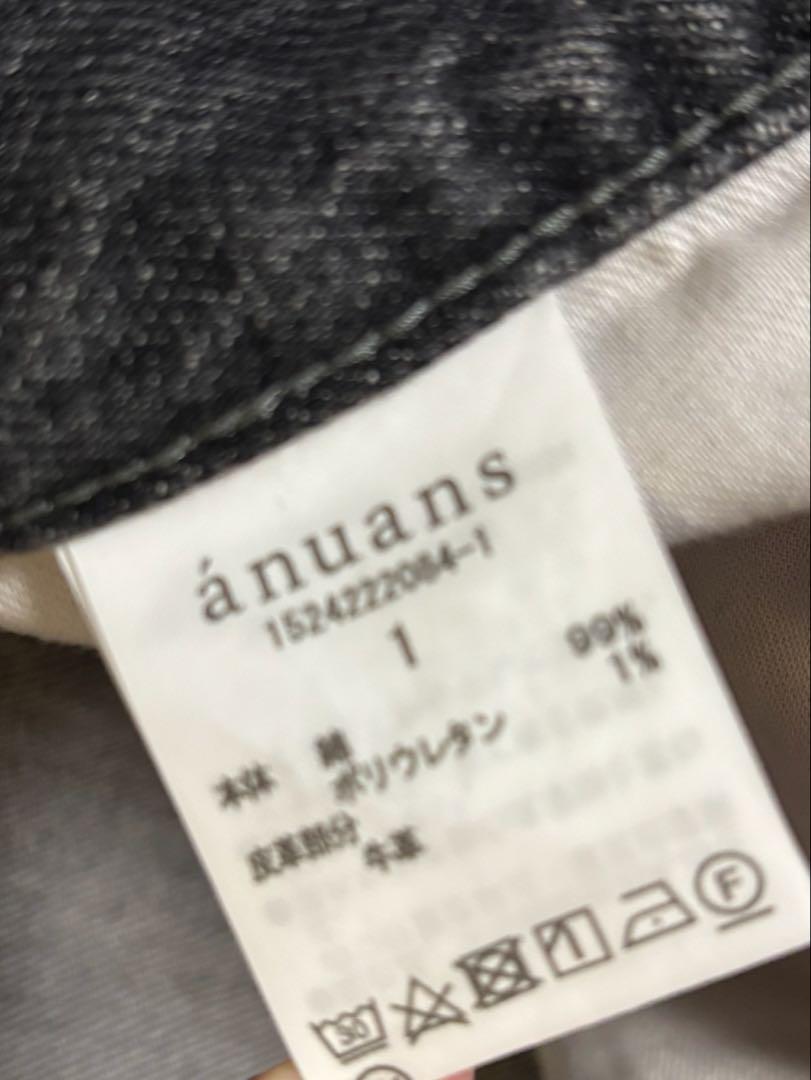 ánuans
1524222084-1
1
本体 綿 99%
ポリウレタン 1%
皮革部分
牛革
F